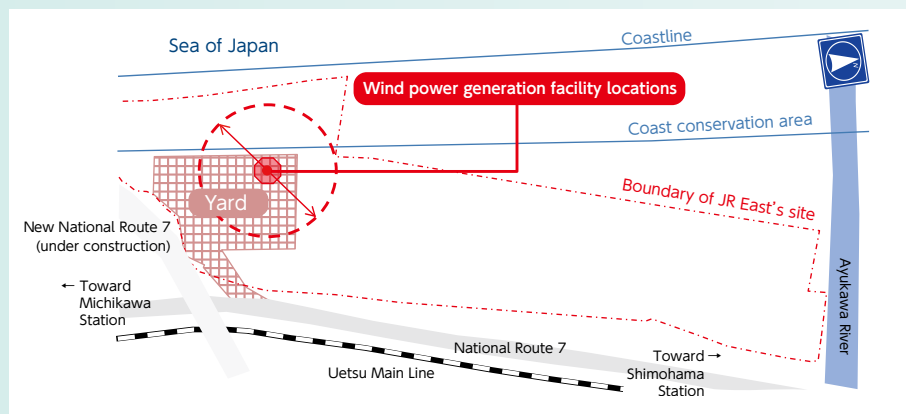 Sea of Japan
Coastline
N
Wind power generation facility locations
Coast conservation area
Boundary of JR East's site
Yard
New National Route 7
(under construction)
← Toward
Michikawa
Station
National Route 7
Uetsu Main Line
Toward →
Shimohama
Station
Ayukawa River